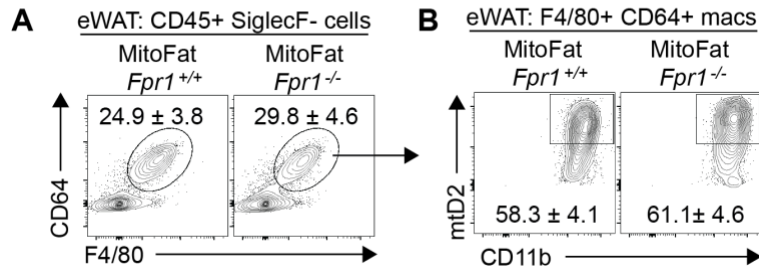 A
eWAT: CD45+ SiglecF- cells
MitoFat
Fpr1+/+
MitoFat
Fpr1-/-
24.9 ± 3.8
29.8 ± 4.6
CD64
F4/80
B
eWAT: F4/80+ CD64+ macs
MitoFat
Fpr1+/+
MitoFat
Fpr1-/-
58.3 ± 4.1
61.1± 4.6
mtD2
CD11b